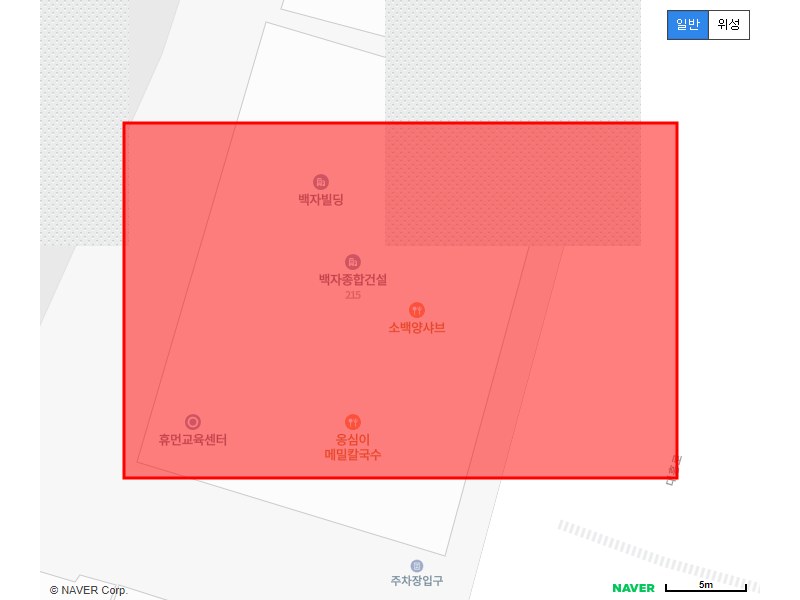 일반
위성
백자빌딩
백자종합건설
215
소백양샤브
휴먼교육센터
옹심이
메밀칼국수
주차장입구
© NAVER Corp.
NAVER
5m